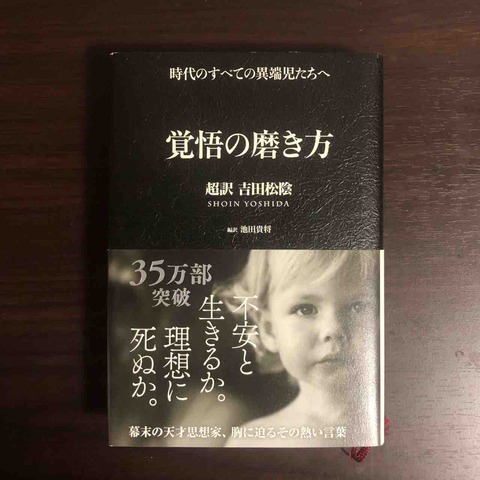 時代のすべての異端児たちへ
覚悟の磨き方
超訳 吉田松陰
SHOIN YOSHIDA
編訳 池田貴将
35万部
突破
不安と
生きるか。
理想に
死ぬか。
幕末の天才思想家、胸に迫るその熱い言葉